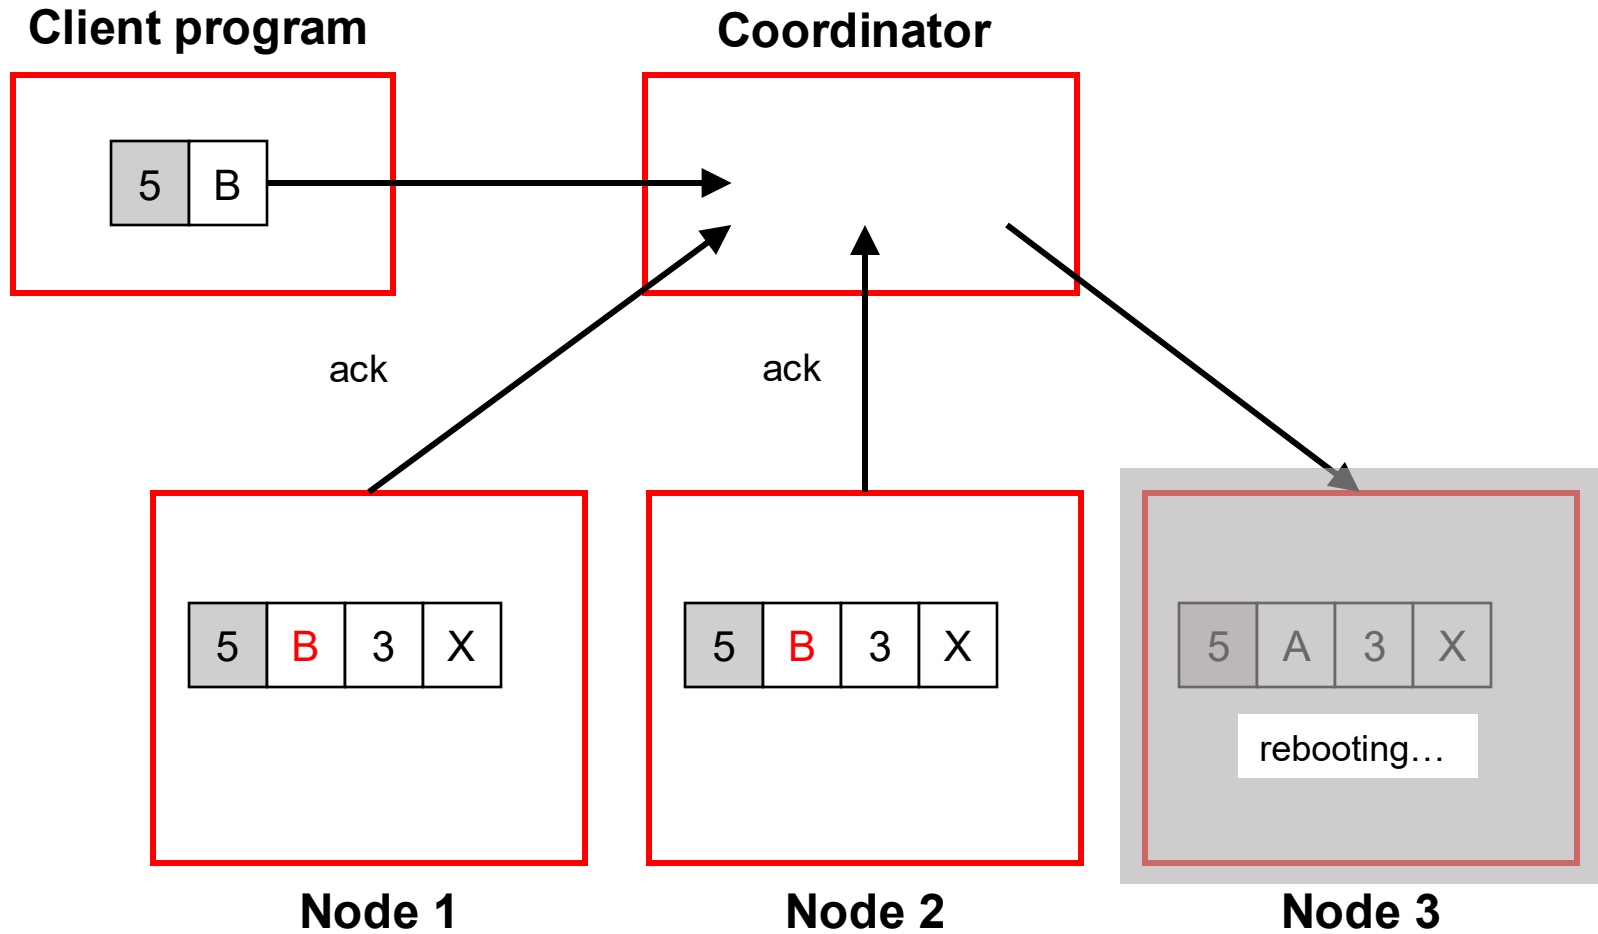 Client program
Coordinator
5 B
ack
ack
5 B 3 X
5 B 3 X
5 A 3 X
rebooting…
Node 1
Node 2
Node 3